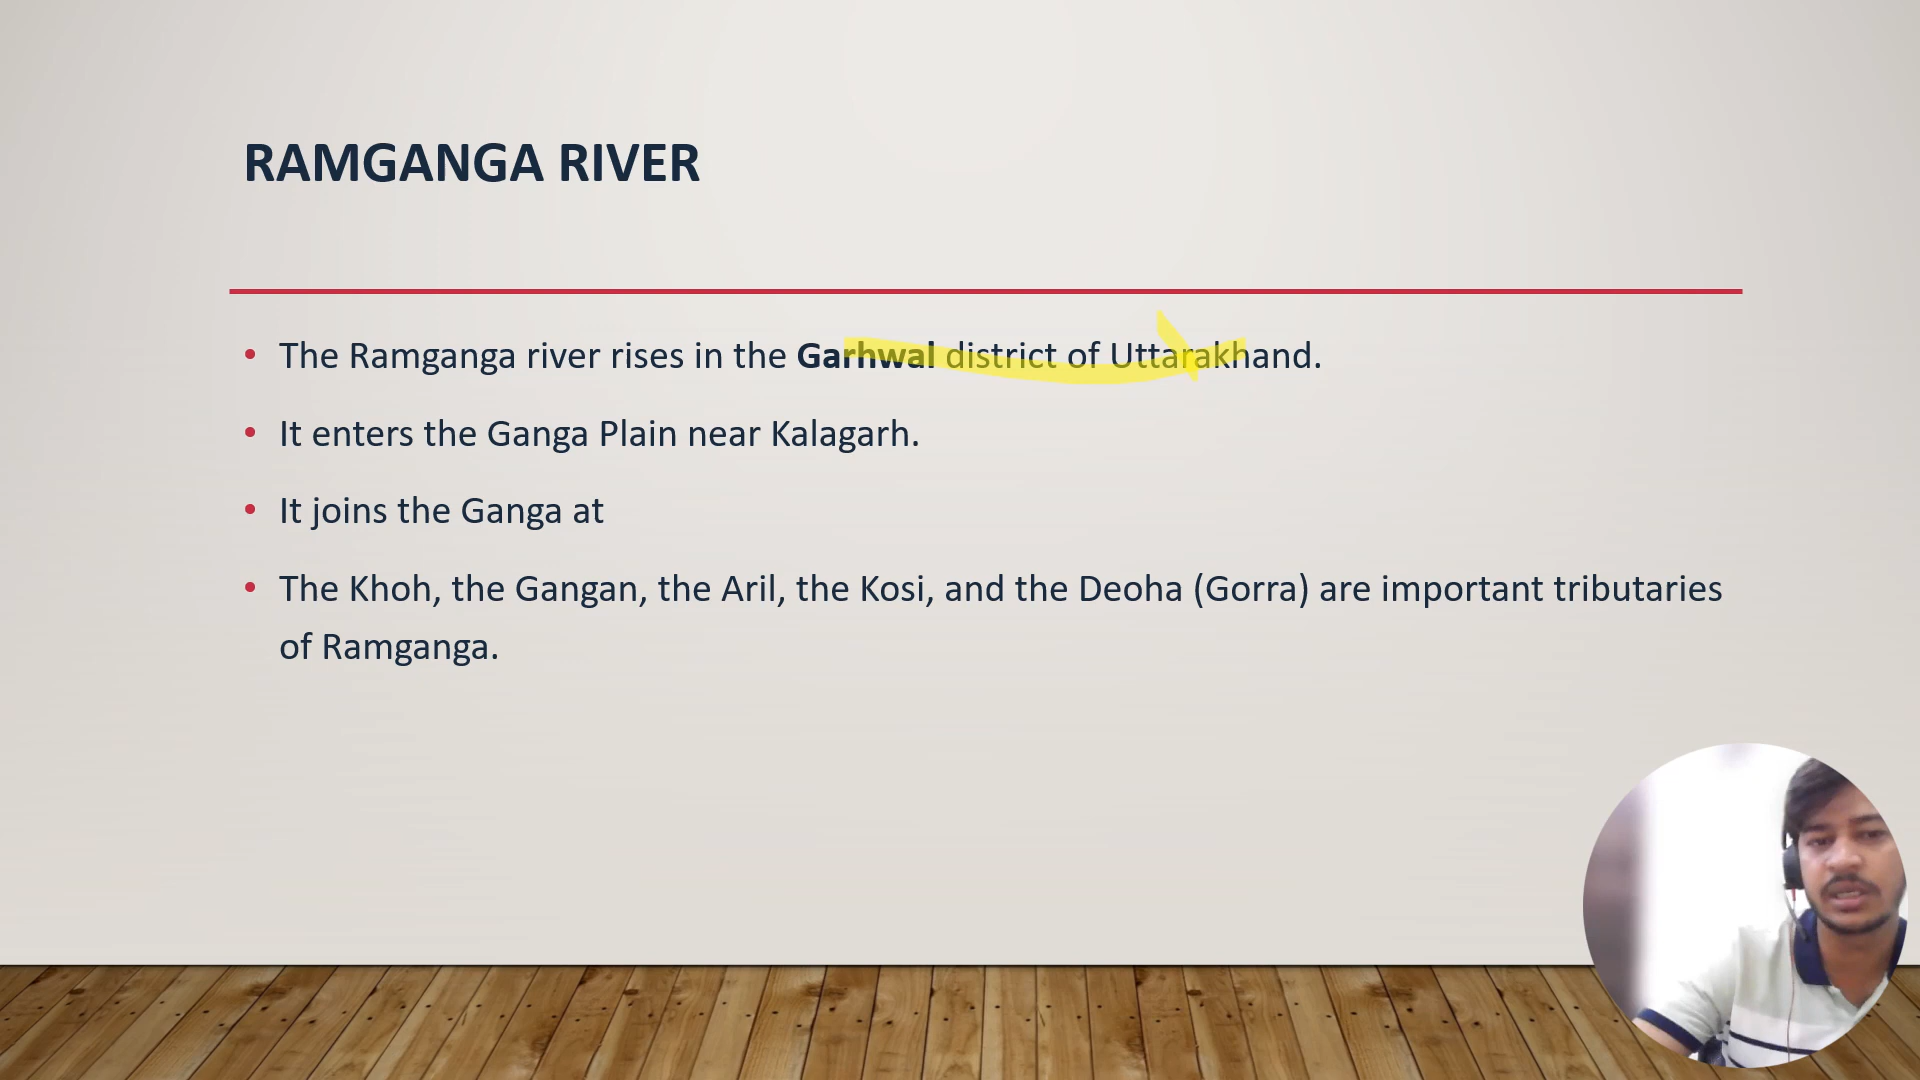 RAMGANGA RIVER
• The Ramganga river rises in the Garhwal district of Uttarakhand.
• It enters the Ganga Plain near Kalagarh.
• It joins the Ganga at
• The Khoh, the Gangan, the Aril, the Kosi, and the Deoha (Gorra) are important tributaries
of Ramganga.